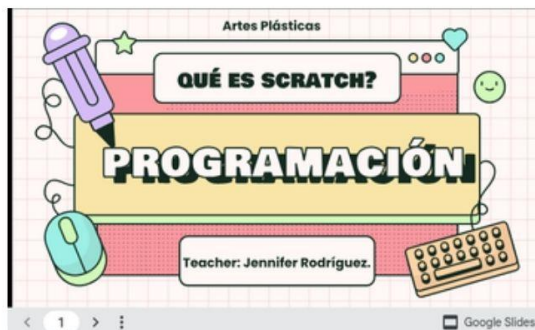 Artes Plásticas
QUÉ ES SCRATCH?
PROGRAMACIÓN
Teacher: Jennifer Rodríguez.
1
Google Slides